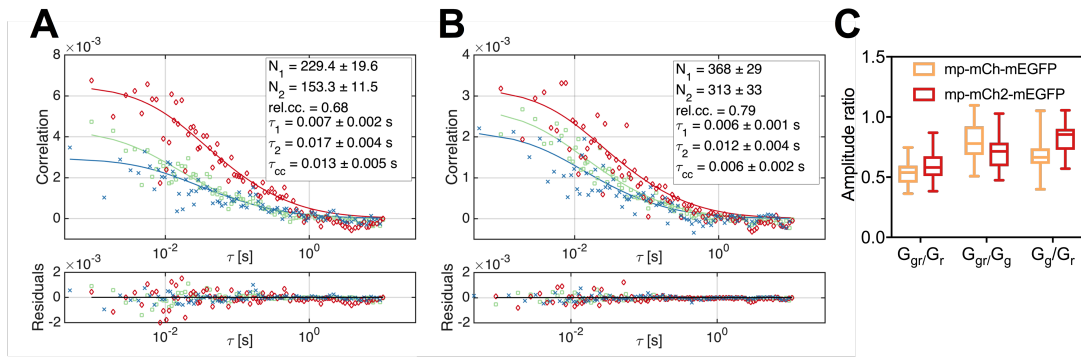 A
×10⁻³
8
6
4
2
0
Correlation
N₁ = 229.4 ± 19.6
N₂ = 153.3 ± 11.5
rel.cc. = 0.68
τ₁ = 0.007 ± 0.002 s
τ₂ = 0.017 ± 0.004 s
τcc = 0.013 ± 0.005 s
10⁻² 10⁰
τ [s]
×10⁻³
2
0
-2
Residuals
10⁻² 10⁰
τ [s]
B
×10⁻³
4
3
2
1
0
Correlation
N₁ = 368 ± 29
N₂ = 313 ± 33
rel.cc. = 0.79
τ₁ = 0.006 ± 0.001 s
τ₂ = 0.012 ± 0.004 s
τcc = 0.006 ± 0.002 s
10⁻² 10⁰
τ [s]
×10⁻³
2
0
-2
Residuals
10⁻² 10⁰
τ [s]
C
1.5
1.0
0.5
0.0
Amplitude ratio
mp-mCh-mEGFP
mp-mCh2-mEGFP
Ggr/Gr Ggr/Gg Gg/Gr